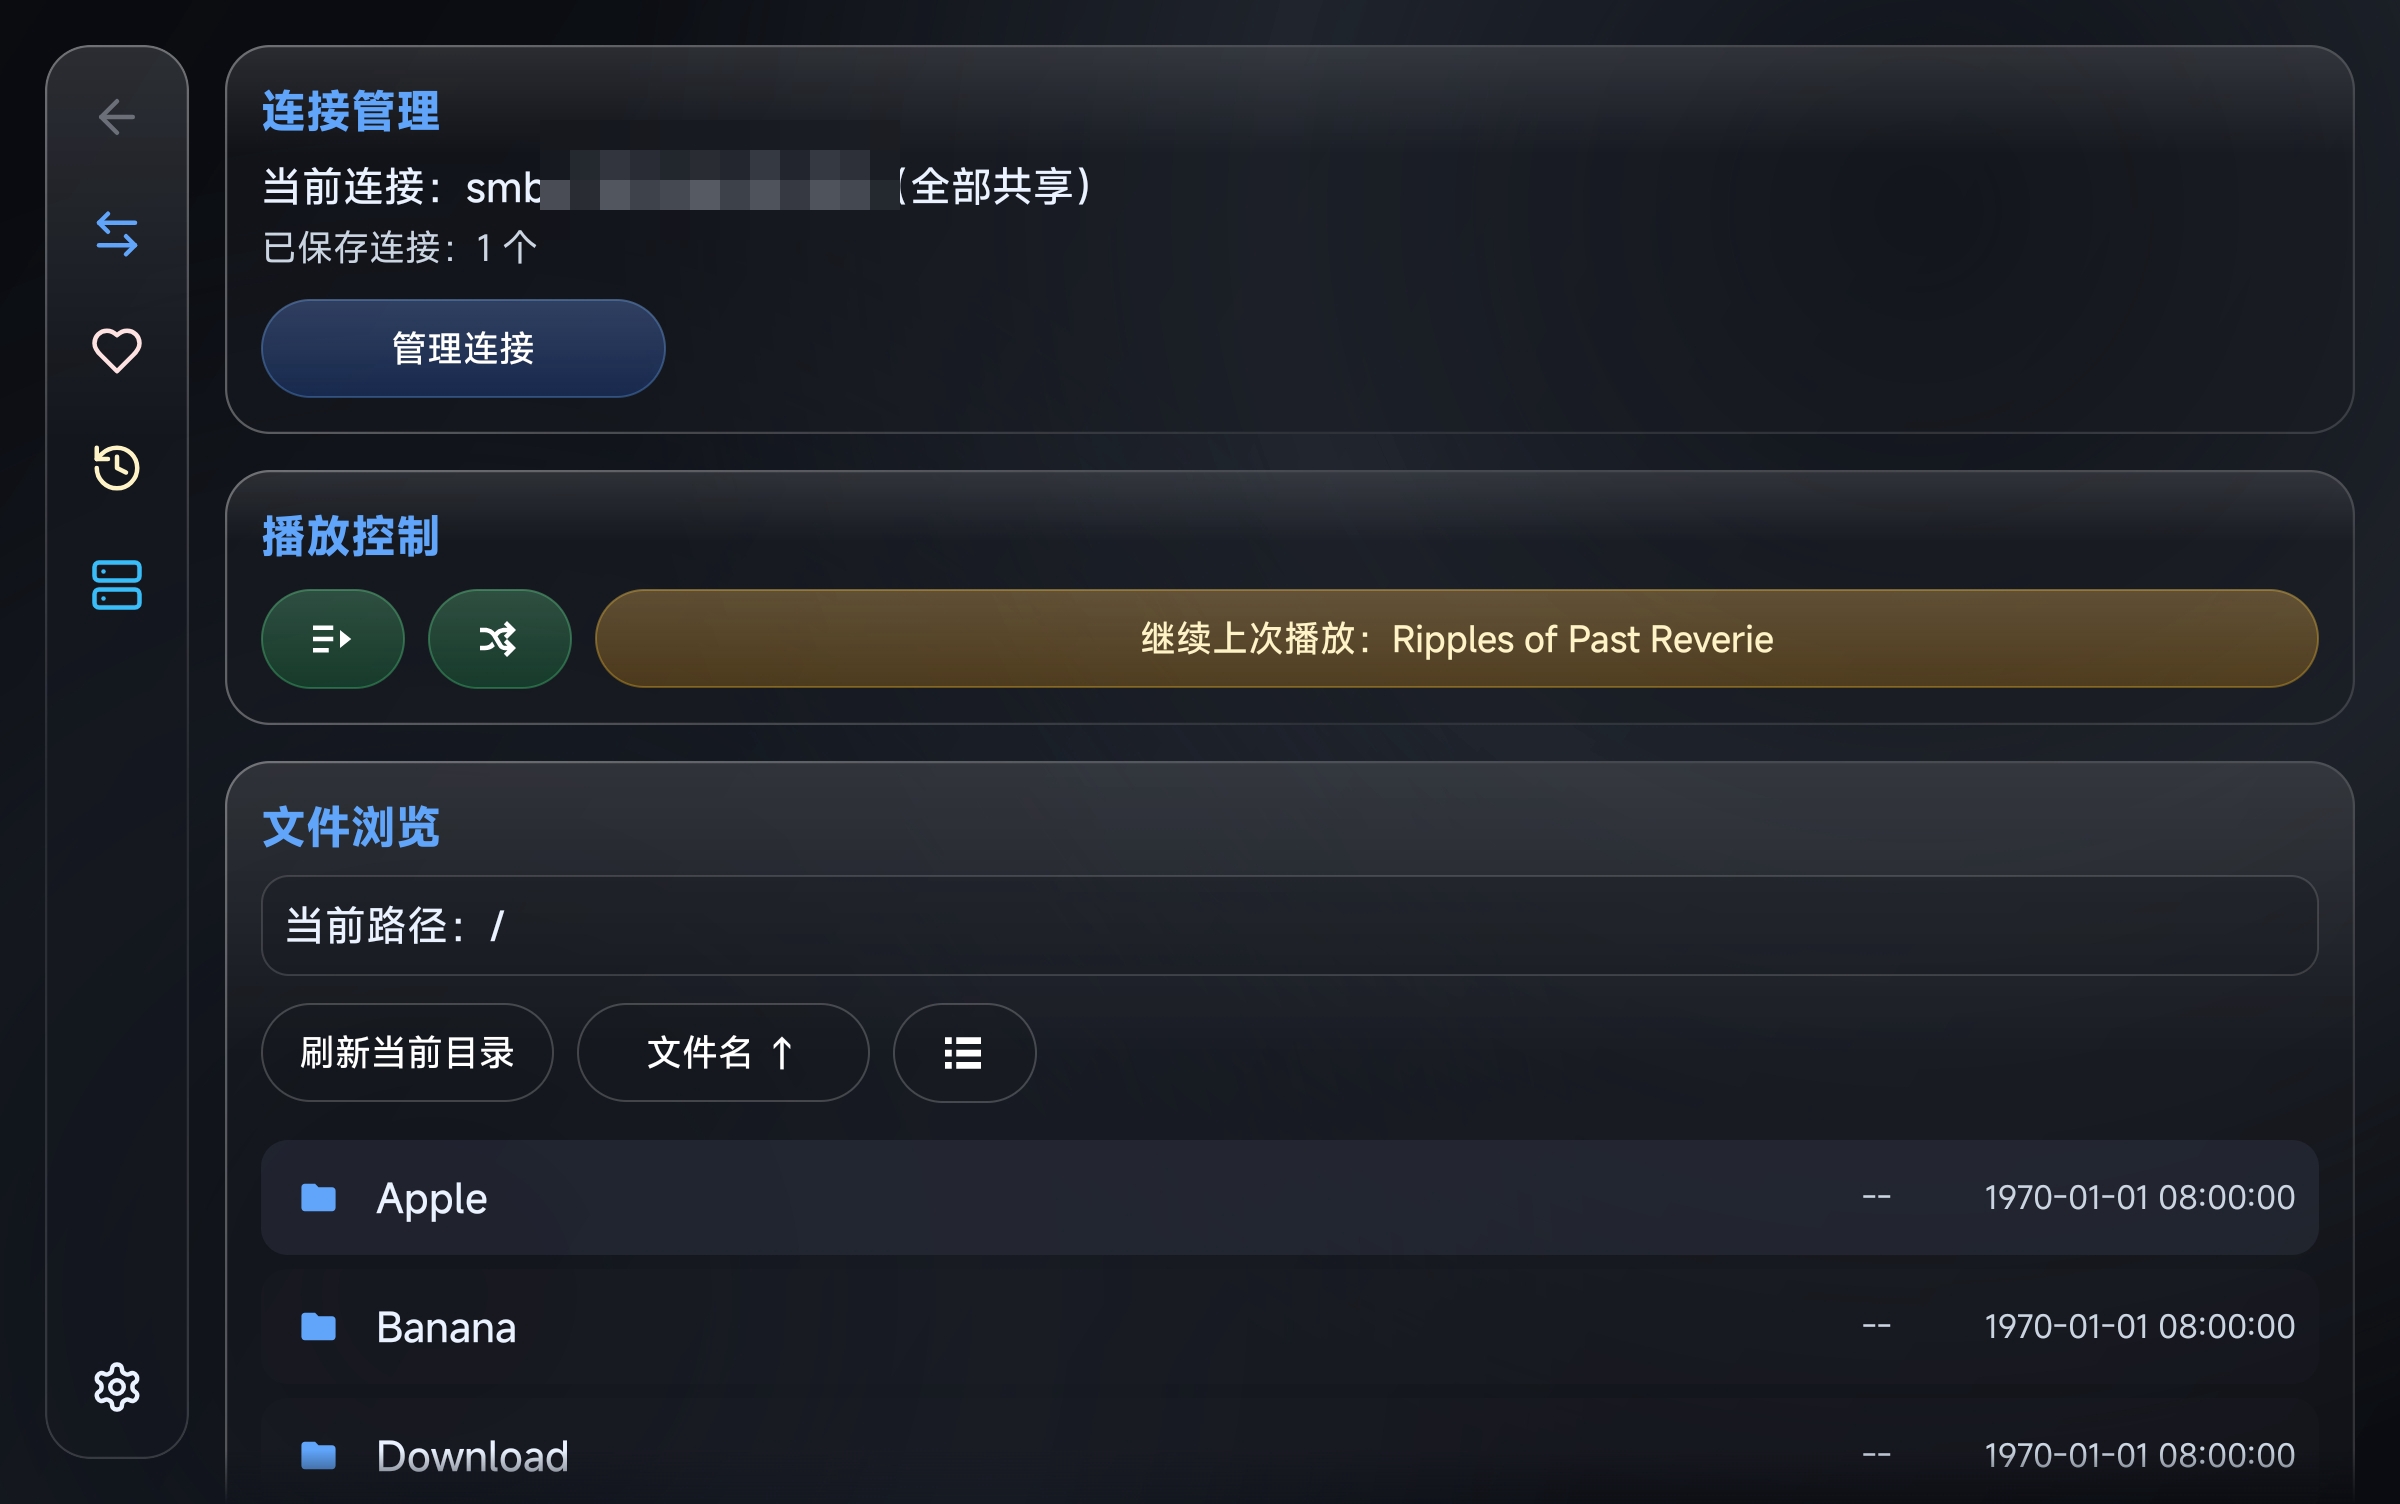 连接管理
当前连接：smb (全部共享)
已保存连接：1 个
管理连接
播放控制
继续上次播放：Ripples of Past Reverie
文件浏览
当前路径：/
刷新当前目录 文件名 ↑
Apple -- 1970-01-01 08:00:00
Banana -- 1970-01-01 08:00:00
Download -- 1970-01-01 08:00:00